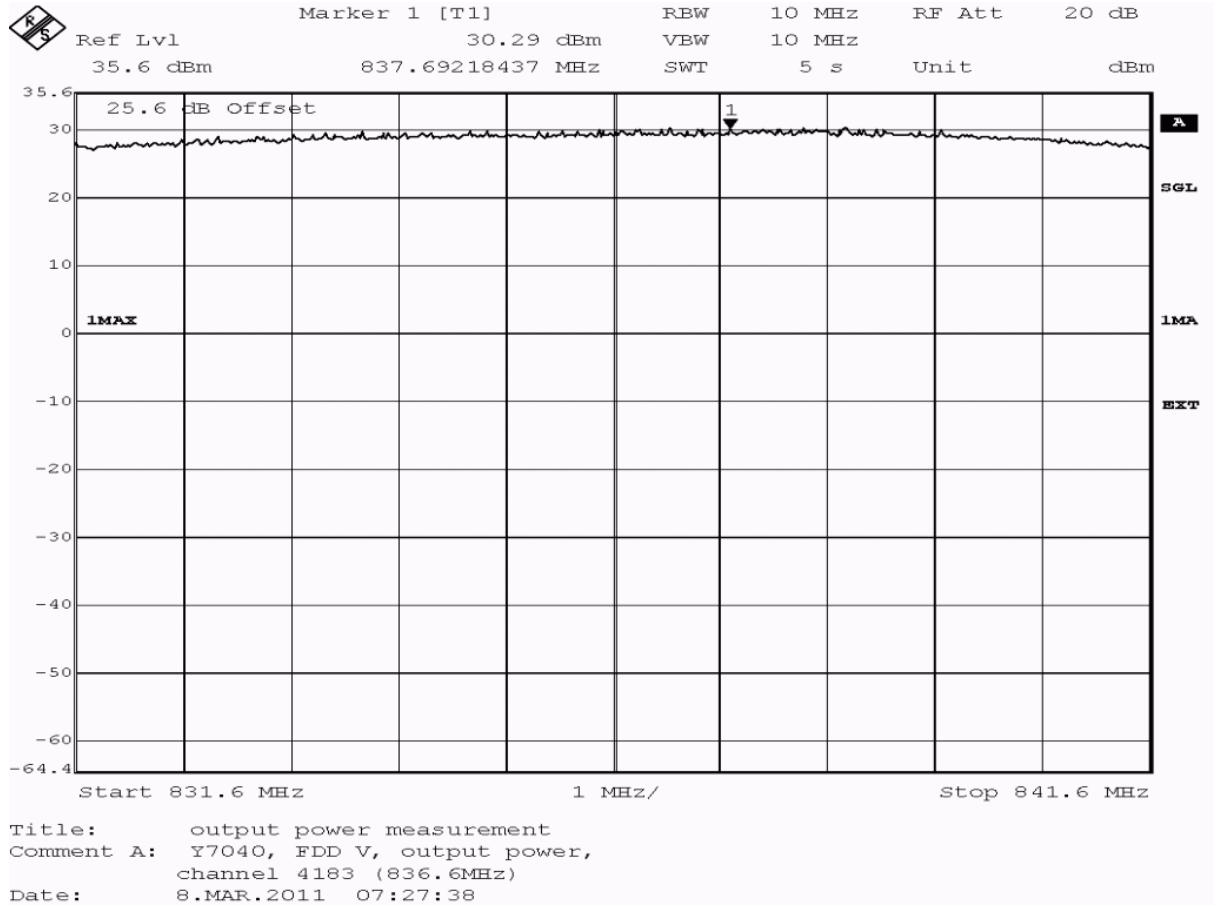 R S Marker 1 [T1] RBW 10 MHz RF Att 20 dB
Ref Lvl 30.29 dBm VBW 10 MHz
35.6 dBm 837.69218437 MHz SWT 5 s Unit dBm
35.6
25.6 dB Offset
1
A
30
SGL
20
10
1MAX
1MA
0
-10
EXT
-20
-30
-40
-50
-60
-64.4
Start 831.6 MHz 1 MHz/ Stop 841.6 MHz
Title: output power measurement
Comment A: Y7040, FDD V, output power,
channel 4183 (836.6MHz)
Date: 8.MAR.2011 07:27:38